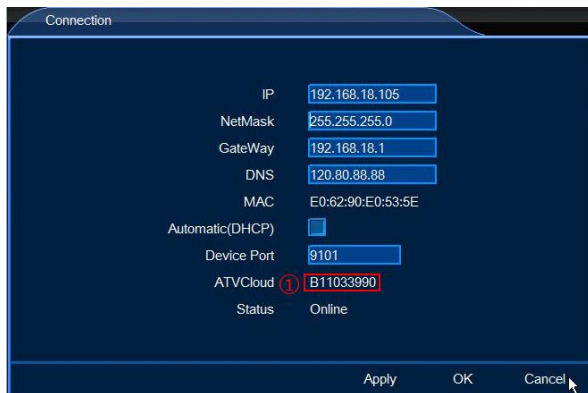 Connection
IP 192.168.18.105
NetMask 255.255.255.0
GateWay 192.168.18.1
DNS 120.80.88.88
MAC E0:62:90:E0:53:5E
Automatic(DHCP)
Device Port 9101
ATVCloud ① B11033990
Status Online
Apply OK Cancel